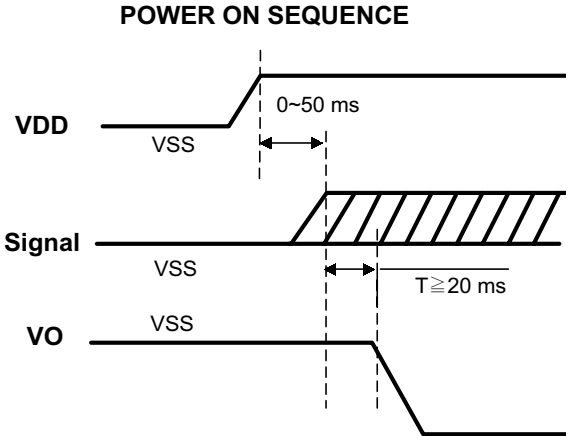 POWER ON SEQUENCE
0~50 ms
VDD
VSS
Signal
VSS
T≧20 ms
VSS
VO